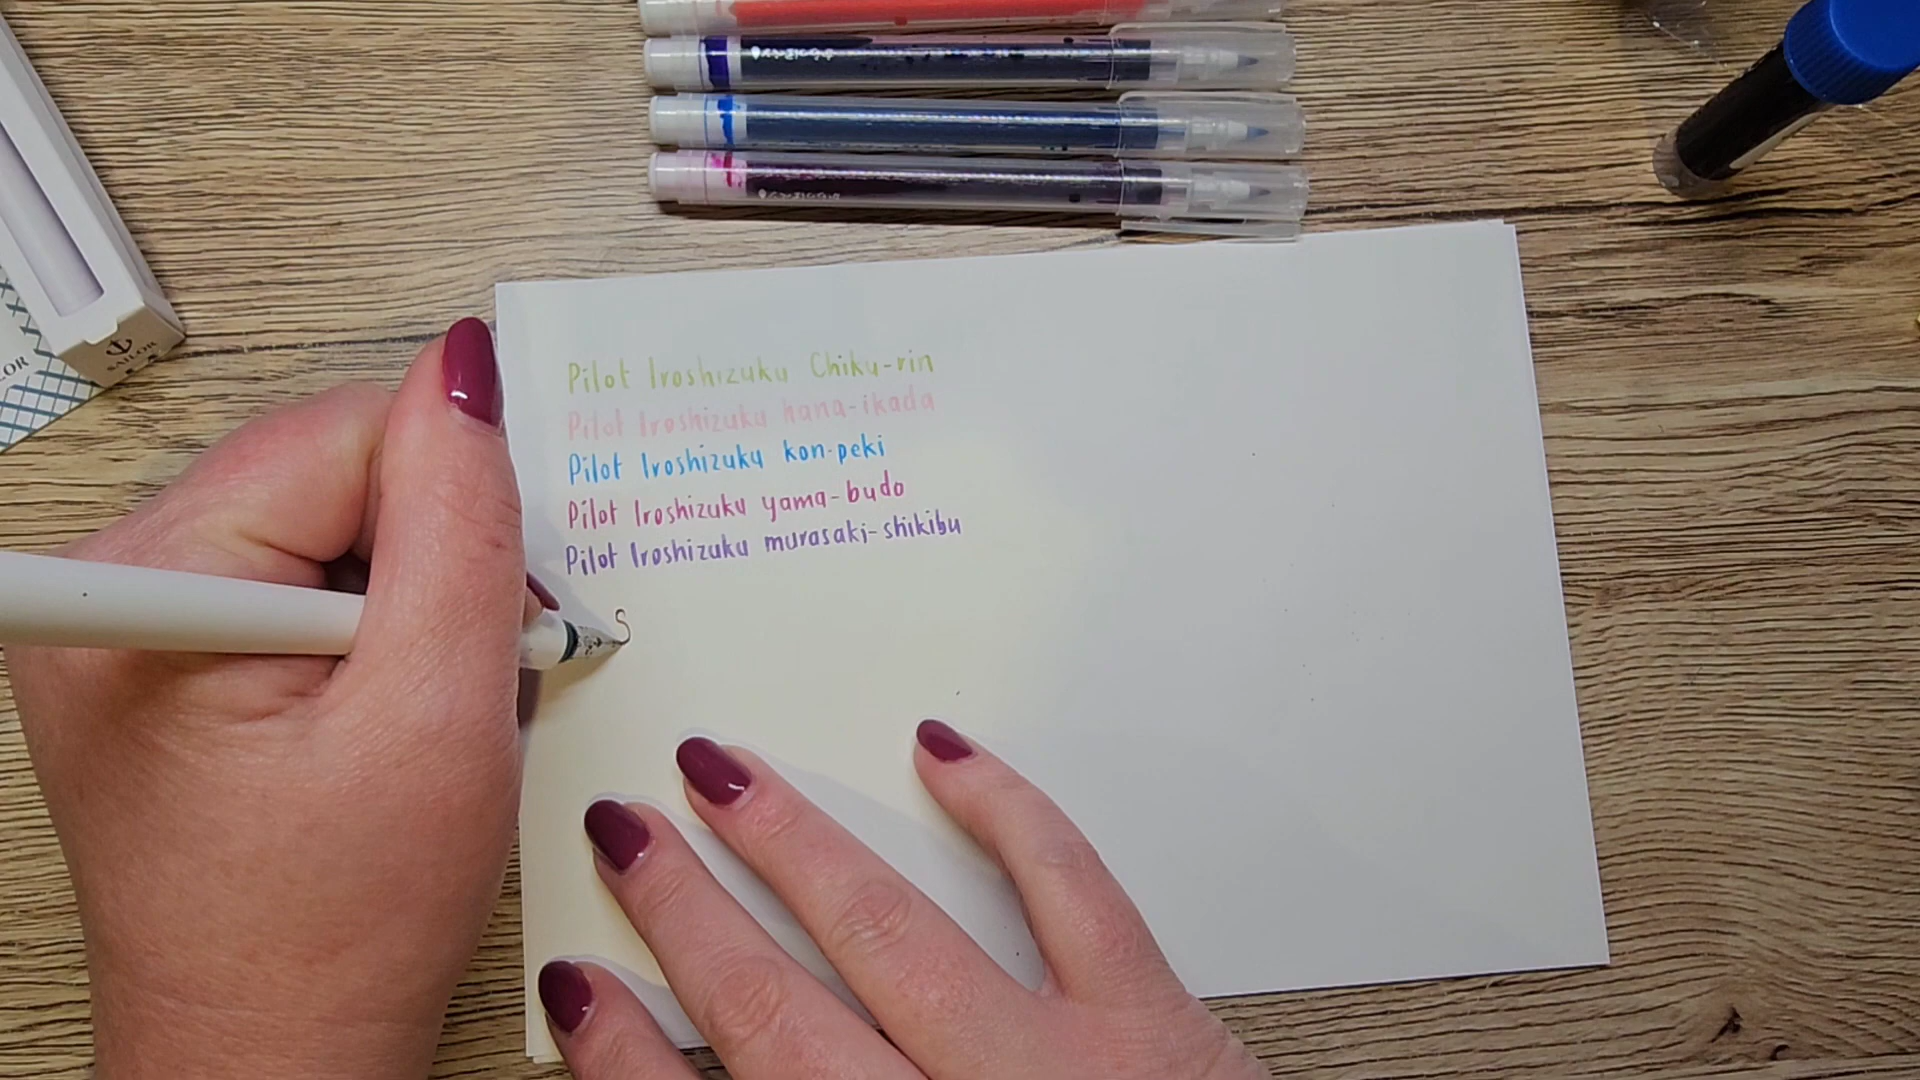 Pilot Iroshizuku Chiku-rin
Pilot Iroshizuku hana-ikada
Pilot Iroshizuku kon-peki
Pilot Iroshizuku yama-budo
Pilot Iroshizuku murasaki-shikibu
S
SAILOR